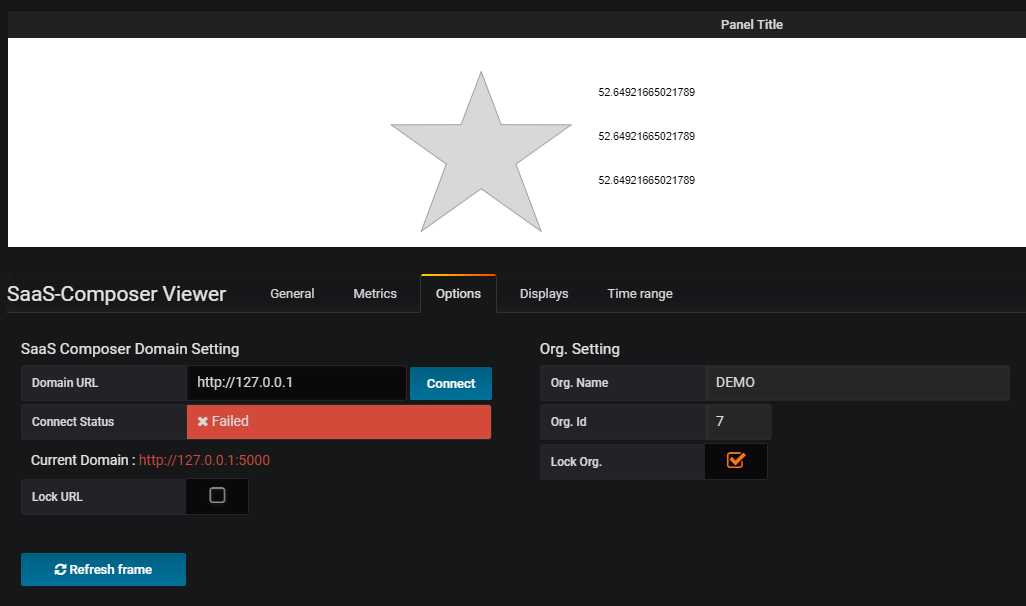 Panel Title
52.64921665021789
52.64921665021789
52.64921665021789
SaaS-Composer Viewer General Metrics Options Displays Time range
SaaS Composer Domain Setting
Domain URL http://127.0.0.1 Connect
Connect Status Failed
Current Domain : http://127.0.0.1:5000
Lock URL
Refresh frame
Org. Setting
Org. Name DEMO
Org. Id 7
Lock Org.